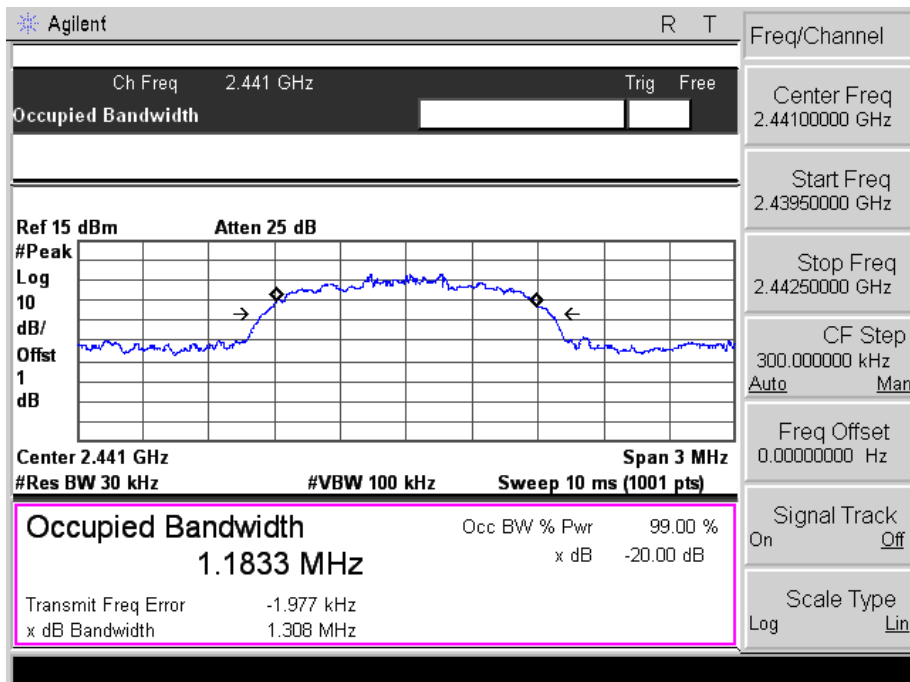 Agilent
R T
Ch Freq 2.441 GHz Trig Free
Occupied Bandwidth
Ref 15 dBm Atten 25 dB
#Peak
Log
10
dB/
Offst
1
dB
Center 2.441 GHz Span 3 MHz
#Res BW 30 kHz #VBW 100 kHz Sweep 10 ms (1001 pts)
Occupied Bandwidth Occ BW % Pwr 99.00 %
1.1833 MHz x dB -20.00 dB
Transmit Freq Error -1.977 kHz
x dB Bandwidth 1.308 MHz
Freq/Channel
Center Freq
2.44100000 GHz
Start Freq
2.43950000 GHz
Stop Freq
2.44250000 GHz
CF Step
300.000000 kHz
Auto Man
Freq Offset
0.00000000 Hz
Signal Track
On Off
Scale Type
Log Lin